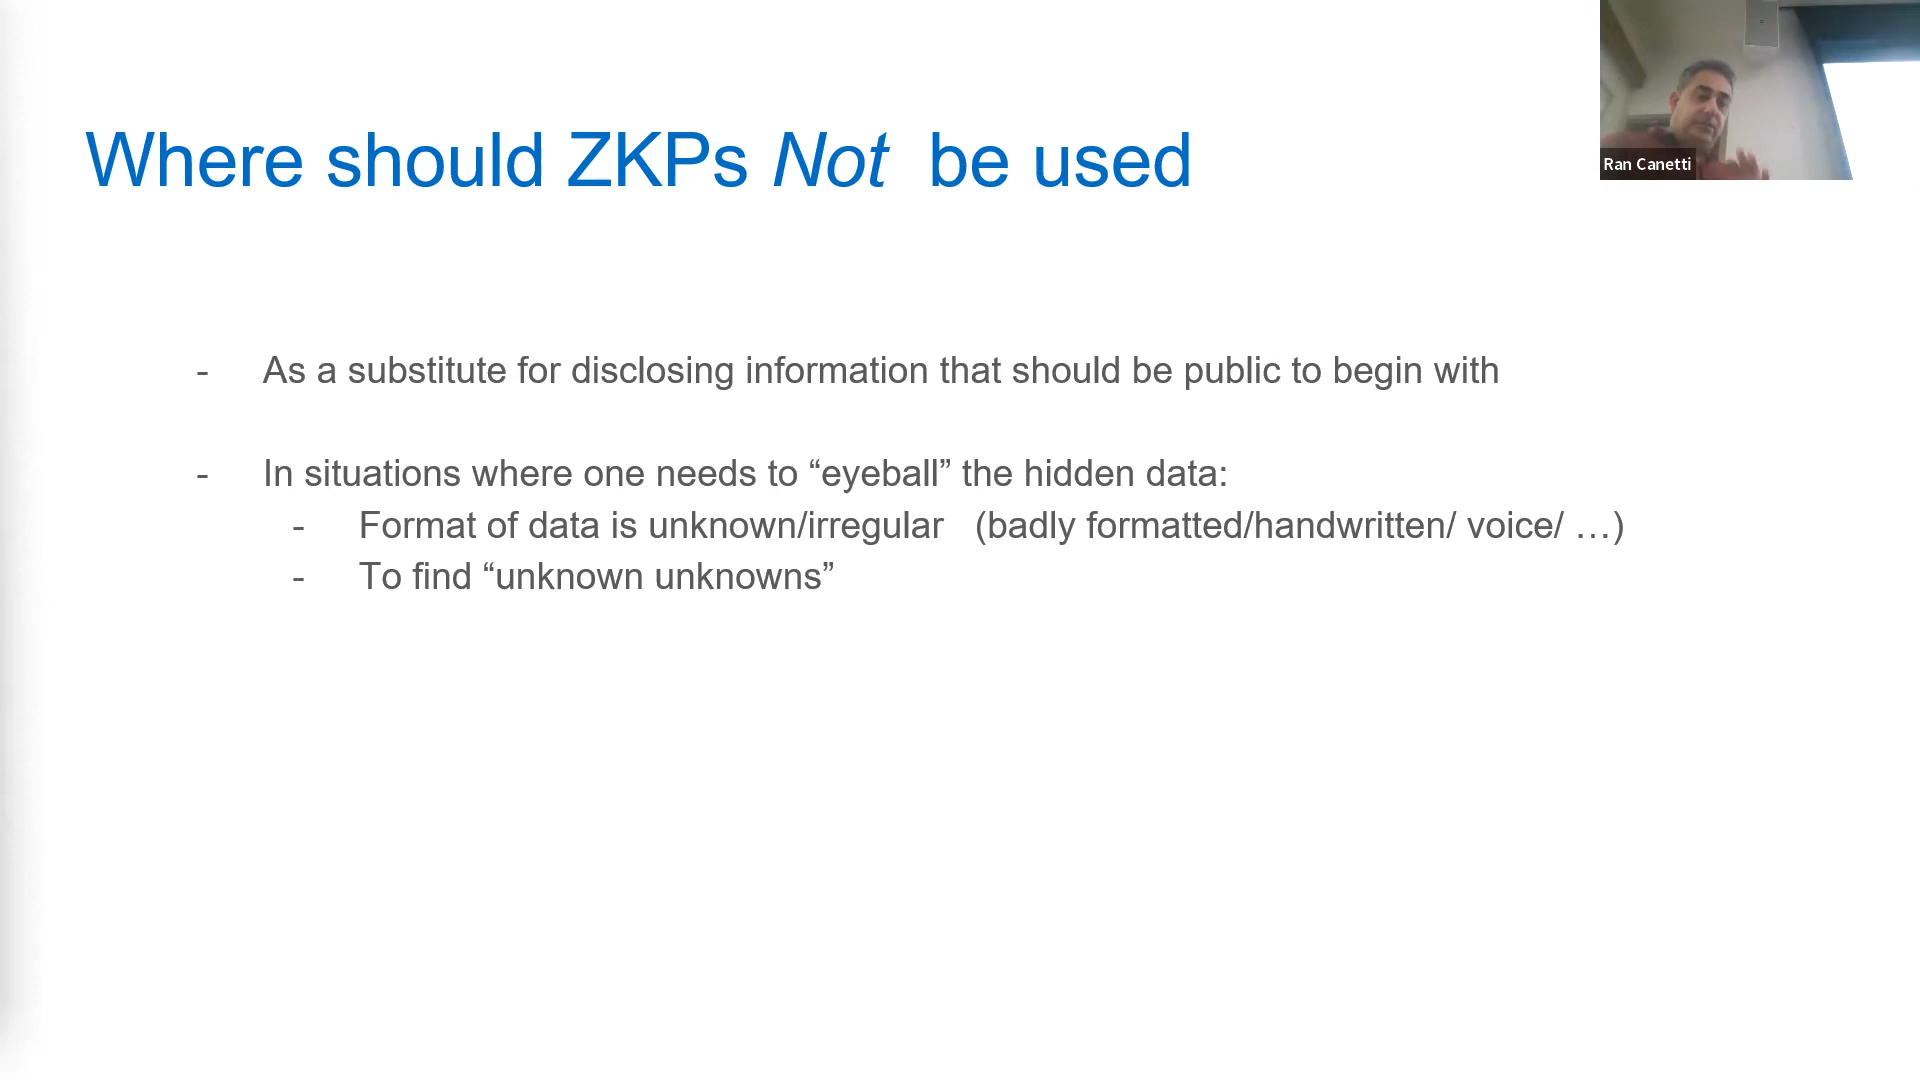 Where should ZKPs Not be used
Ran Canetti
- As a substitute for disclosing information that should be public to begin with
- In situations where one needs to “eyeball” the hidden data:
- Format of data is unknown/irregular (badly formatted/handwritten/ voice/ …)
- To find “unknown unknowns”